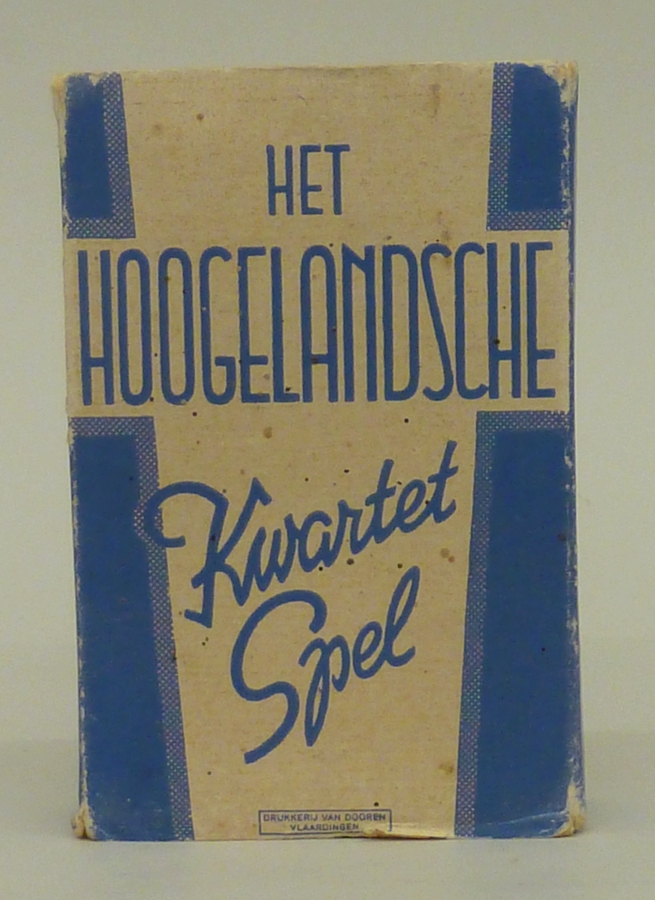 HET
HOOGELANDSCHE
Kwartet
Spel
DRUKKERIJ VAN DOOREN
VLAARDINGEN